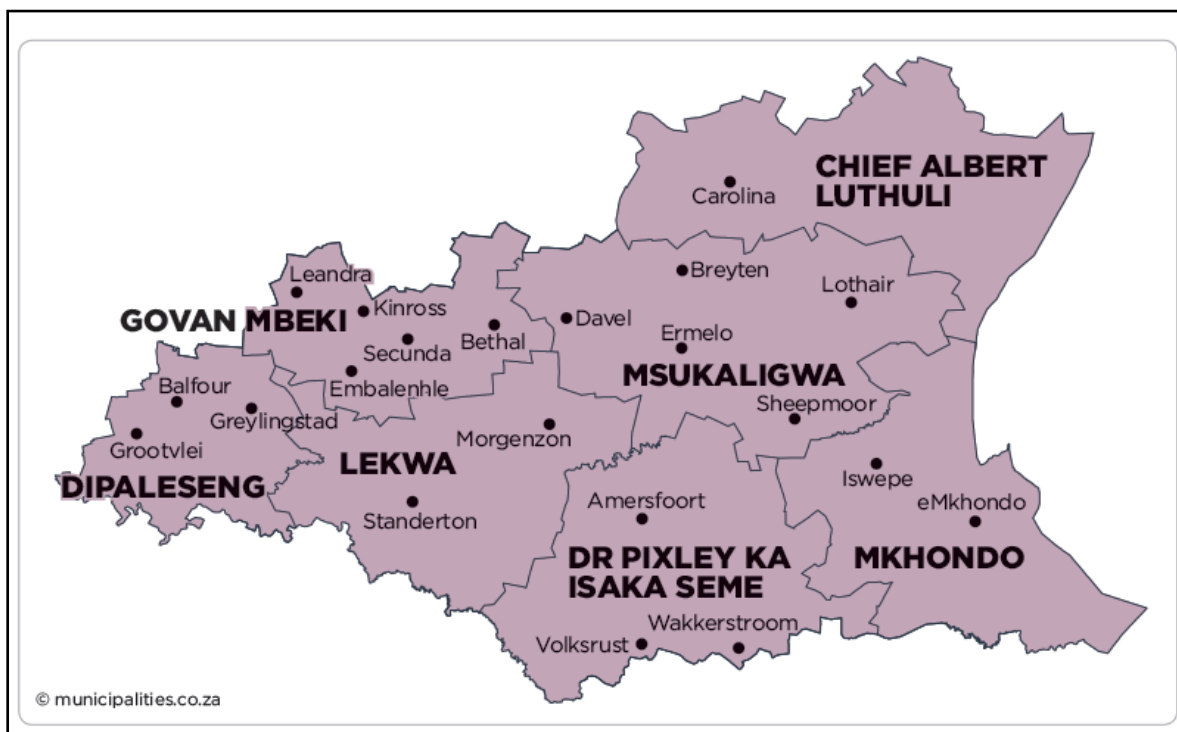 CHIEF ALBERT
LUTHULI
Carolina
Breyten
Lothair
Leandra
Kinross
Davel
GOVAN MBEKI
Bethal
Ermelo
Secunda
MSUKALIGWA
Embalenhle
Balfour
Sheepmoor
Greylingstad
Morgenzon
Grootvlei
LEKWA
Iswepe
DIPALESENG
Amersfoort
eMkhondo
Standerton
DR PIXLEY KA
ISAKA SEME
MKHONDO
Wakkerstroom
Volksrust
© municipalities.co.za